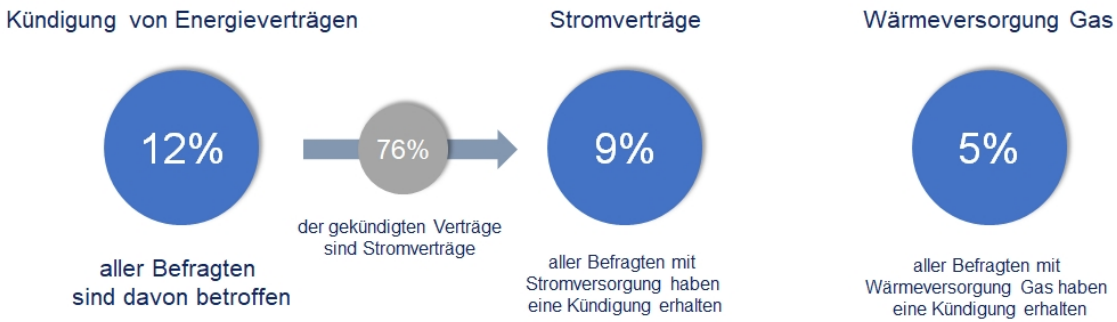 Kündigung von Energieverträgen
12%
aller Befragten
sind davon betroffen
76%
der gekündigten Verträge
sind Stromverträge
Stromverträge
9%
aller Befragten mit
Stromversorgung haben
eine Kündigung erhalten
Wärmeversorgung Gas
5%
aller Befragten mit
Wärmeversorgung Gas haben
eine Kündigung erhalten